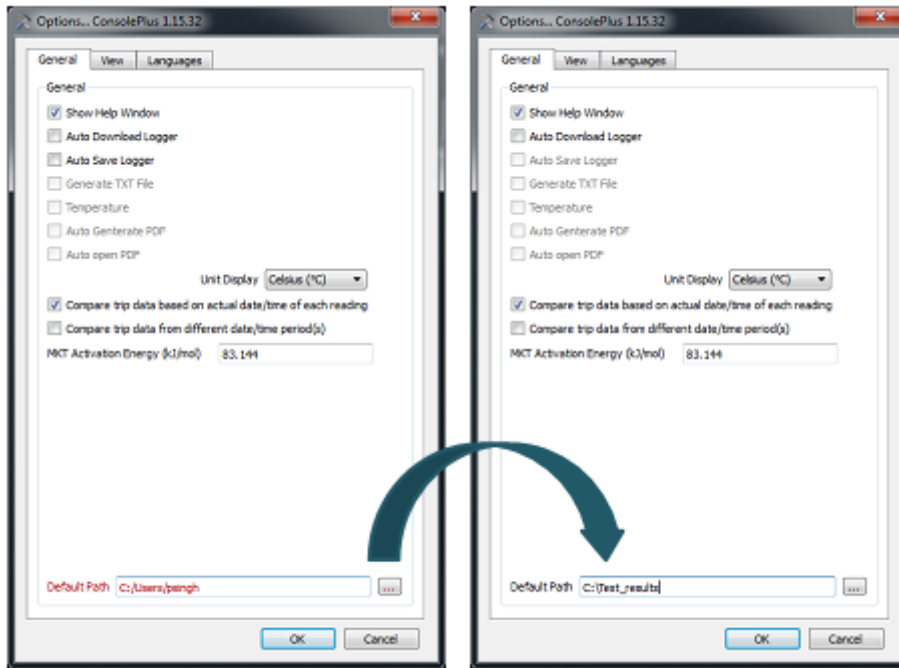 Options... ConsolePlus 1.15.32
General View Languages
General
Show Help Window
Auto Download Logger
Auto Save Logger
Generate TXT File
Temperature
Auto Genterate PDF
Auto open PDF
Unit Display Celsius (°C)
Compare trip data based on actual date/time of each reading
Compare trip data from different date/time period(s)
MKT Activation Energy (kJ/mol) 83.144
Default Path C:/Users/psingh ...
OK Cancel
Options... ConsolePlus 1.15.32
General View Languages
General
Show Help Window
Auto Download Logger
Auto Save Logger
Generate TXT File
Temperature
Auto Genterate PDF
Auto open PDF
Unit Display Celsius (°C)
Compare trip data based on actual date/time of each reading
Compare trip data from different date/time period(s)
MKT Activation Energy (kJ/mol) 83.144
Default Path C:\Test_results ...
OK Cancel